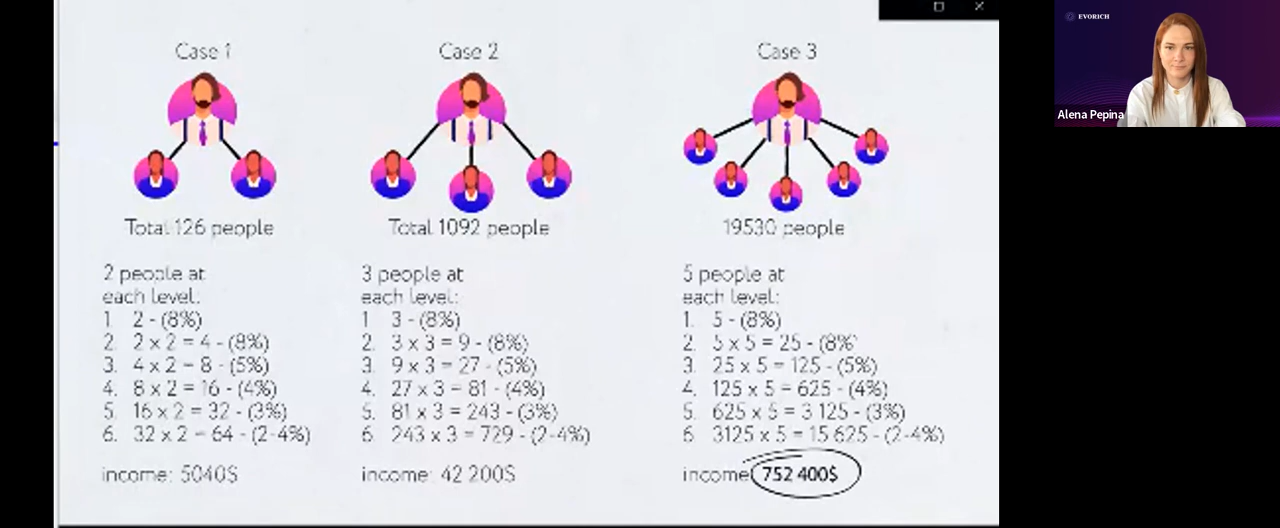 Case 1
Case 2
Case 3
EVORICH
Alena Pepina
Total 126 people
Total 1092 people
19530 people
2 people at
each level:
1. 2 - (8%)
2. 2 x 2 = 4 - (8%)
3. 4 x 2 = 8 - (5%)
4. 8 x 2 = 16 - (4%)
5. 16 x 2 = 32 - (3%)
6. 32 x 2 = 64 - (2-4%)
income: 5040$
3 people at
each level:
1 3 - (8%)
2. 3 x 3 = 9 - (8%)
3. 9 x 3 = 27 - (5%)
4. 27 x 3 = 81 - (4%)
5. 81 x 3 = 243 - (3%)
6. 243 x 3 = 729 - (2-4%)
income: 42 200$
5 people at
each level:
1. 5 - (8%)
2. 5 x 5 = 25 - (8%
3. 25 x 5 = 125 - (5%)
4. 125 x 5 = 625 - (4%)
5. 625 x 5 = 3 125 - (3%)
6. 3125 x 5 = 15 625 - (2-4%)
income 752 400$